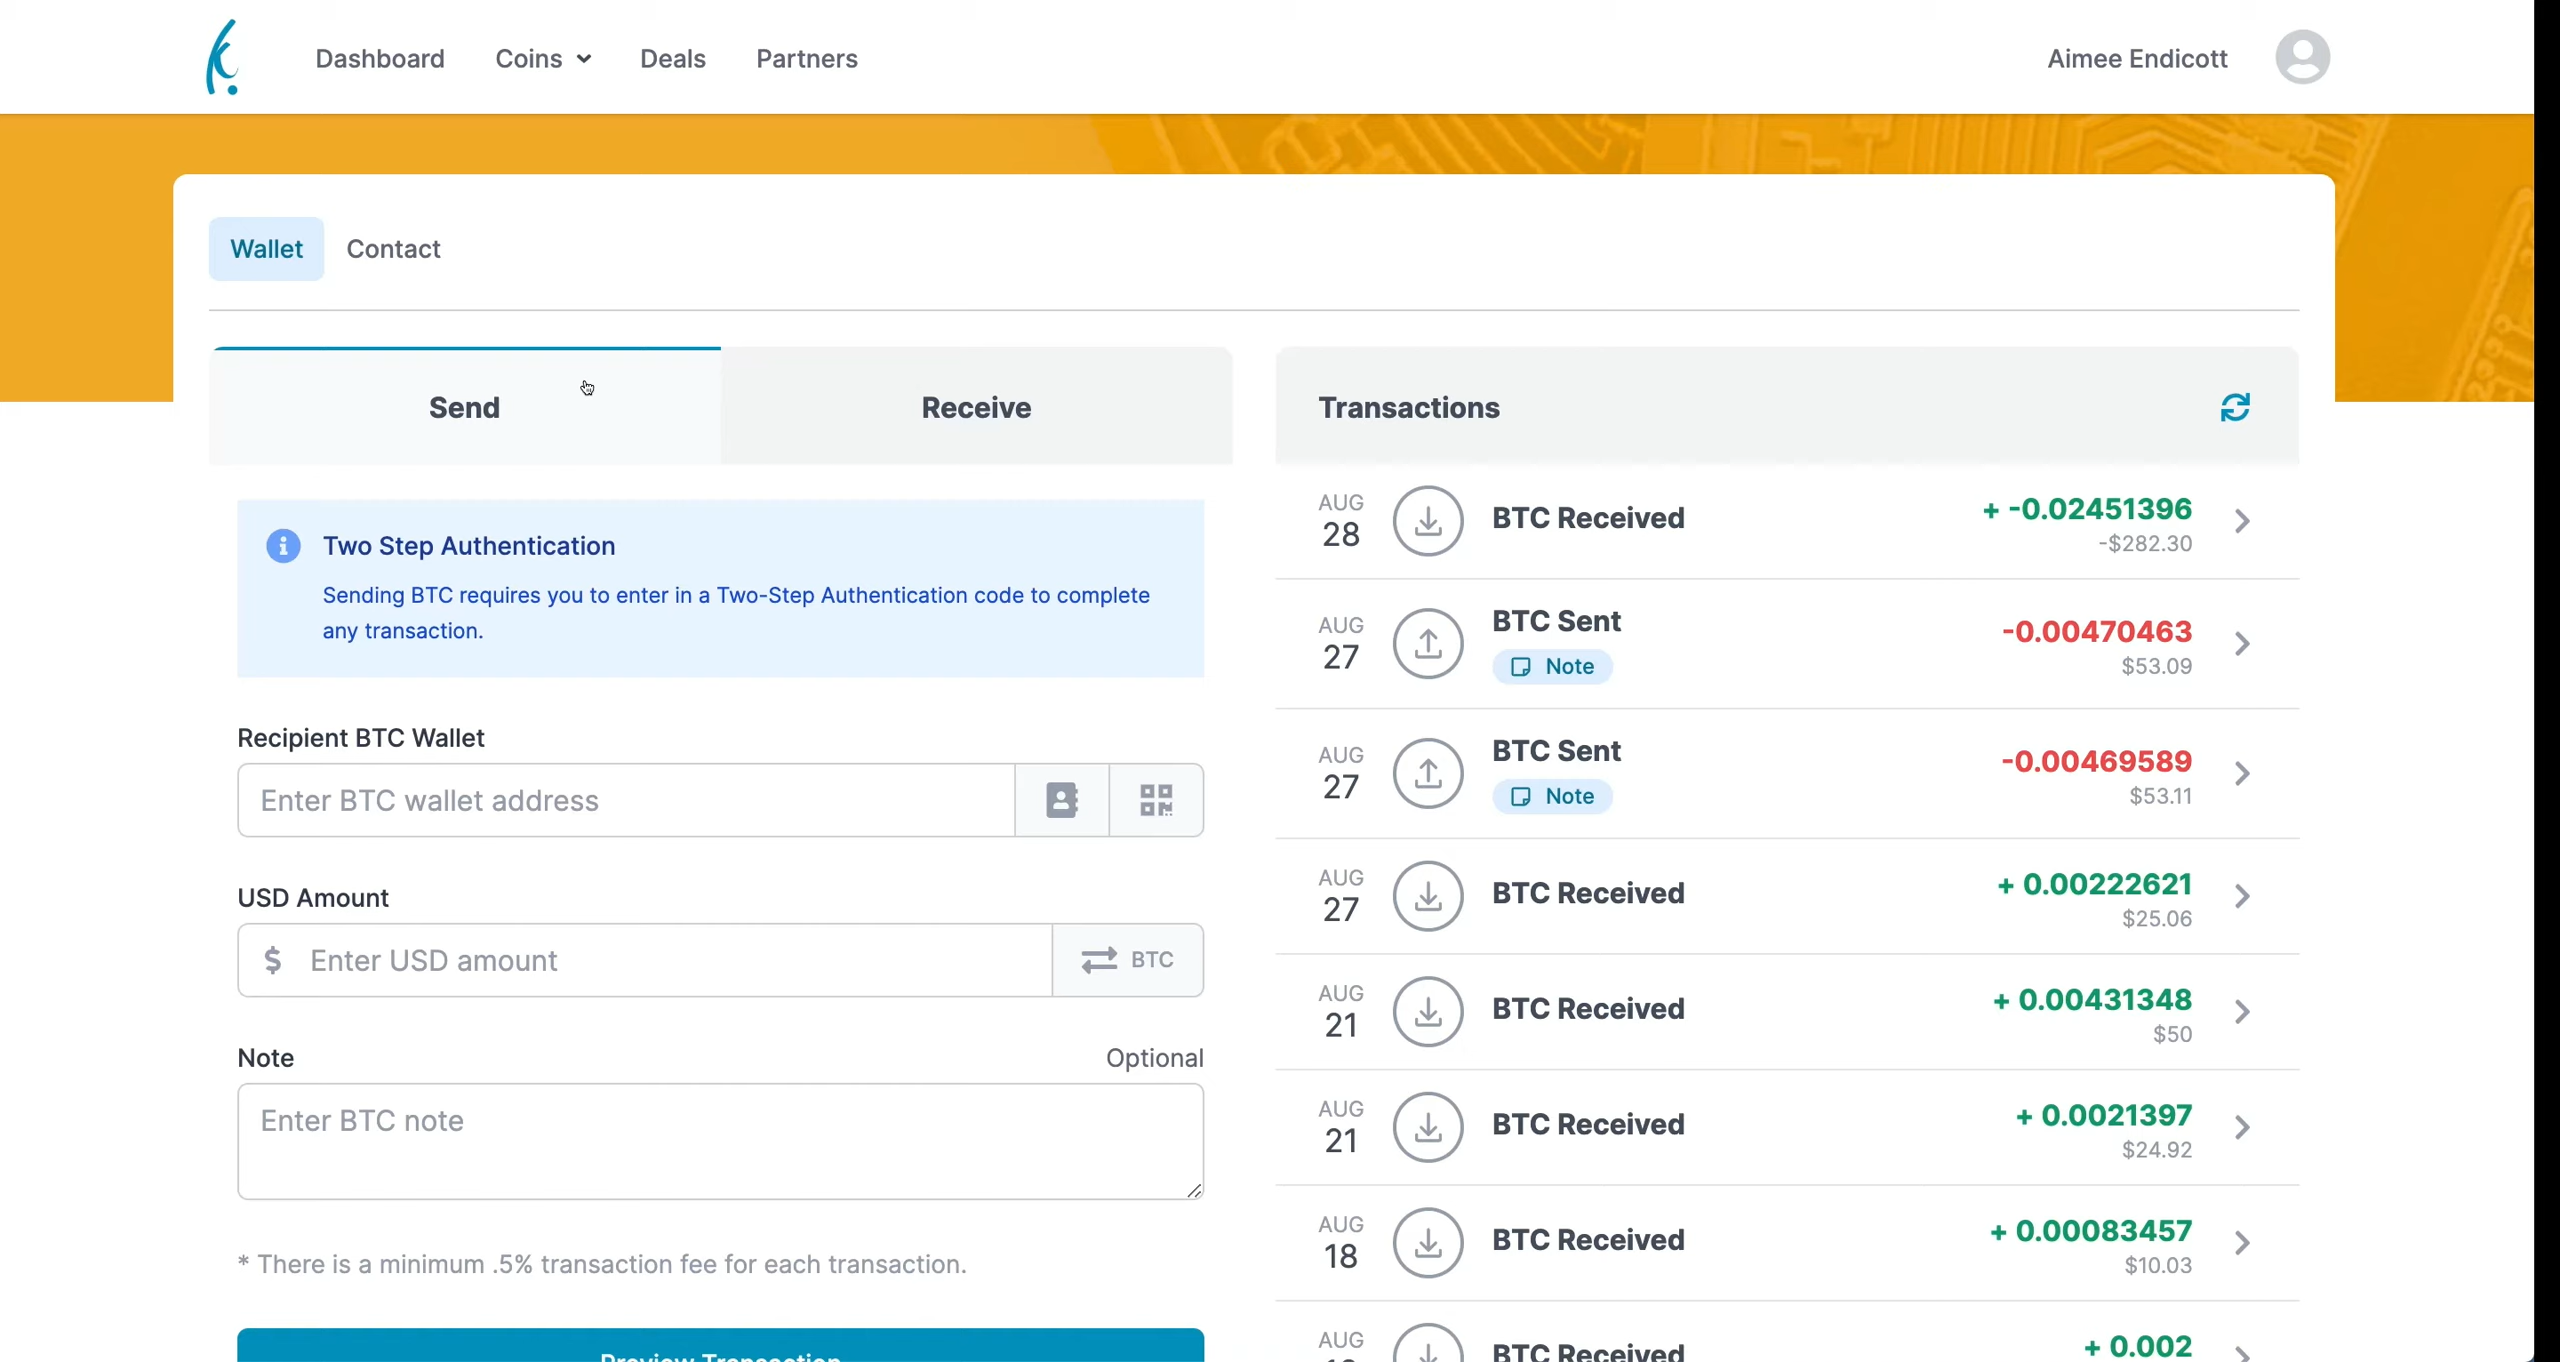 Dashboard
Coins
Deals
Partners
Aimee Endicott
Wallet
Contact
Send
Receive
Two Step Authentication
Sending BTC requires you to enter in a Two-Step Authentication code to complete
any transaction.
Recipient BTC Wallet
Enter BTC wallet address
USD Amount
$ Enter USD amount
BTC
Note
Optional
Enter BTC note
* There is a minimum .5% transaction fee for each transaction.
Preview Transaction
Transactions
AUG
28
BTC Received
+ -0.02451396
-$282.30
AUG
27
BTC Sent
Note
-0.00470463
$53.09
AUG
27
BTC Sent
Note
-0.00469589
$53.11
AUG
27
BTC Received
+ 0.00222621
$25.06
AUG
21
BTC Received
+ 0.00431348
$50
AUG
21
BTC Received
+ 0.0021397
$24.92
AUG
18
BTC Received
+ 0.00083457
$10.03
AUG
BTC Received
+ 0.002